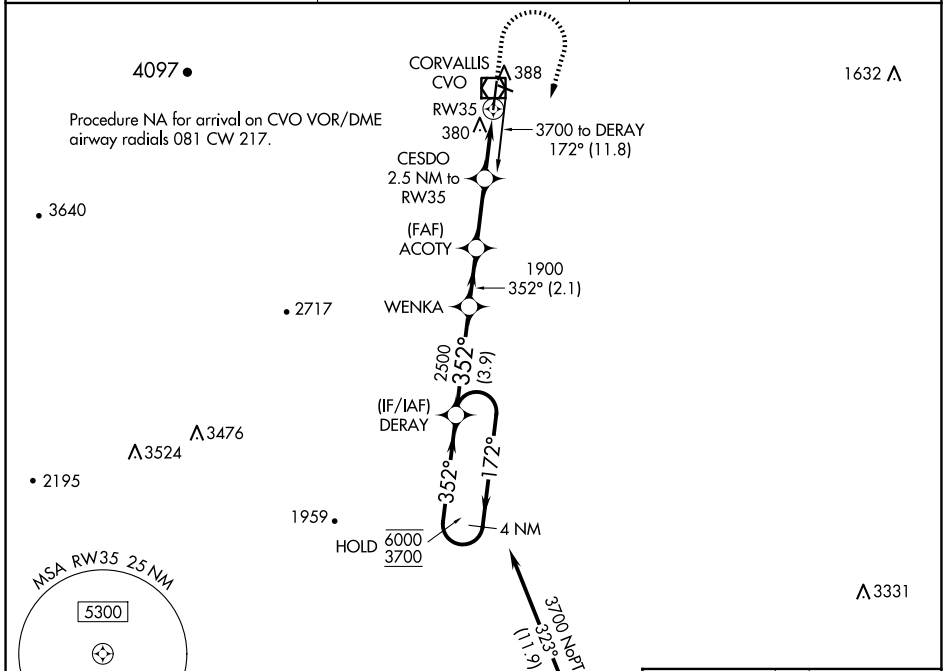 4097
CORVALLIS
CVO
388
1632
RW35
Procedure NA for arrival on CVO VOR/DME
airway radials 081 CW 217.
380
3700 to DERAY
172° (11.8)
CESDO
2.5 NM to
RW35
3640
(FAF)
ACOTY
1900
352° (2.1)
2717
WENKA
2500
352°
(3.9)
(IF/IAF)
DERAY
3476
3524
352°
172°
2195
1959
HOLD 6000
3700
4 NM
MSA RW35 25 NM
5300
3331
3700 NoPT
323°
(11.9)